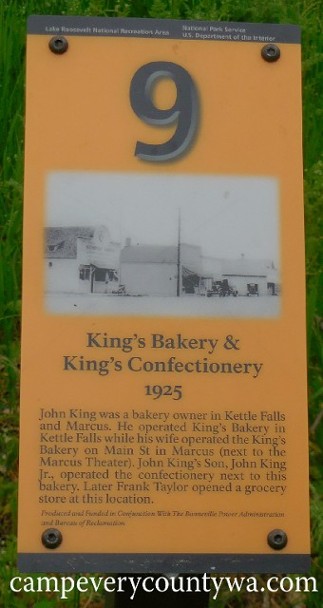 Lake Roosevelt National Recreation Area
National Park Service
U.S. Department of the Interior
9
King's Bakery &
King's Confectionery
1925
John King was a bakery owner in Kettle Falls
and Marcus. He operated King's Bakery in
Kettle Falls while his wife operated the King's
Bakery on Main St in Marcus (next to the
Marcus Theater). John King's Son, John King
Jr., operated the confectionery next to this
bakery. Later Frank Taylor opened a grocery
store at this location.
Produced and Funded in Conjunction With The Bonneville Power Administration
and Bureau of Reclamation
campeverycountywa.com